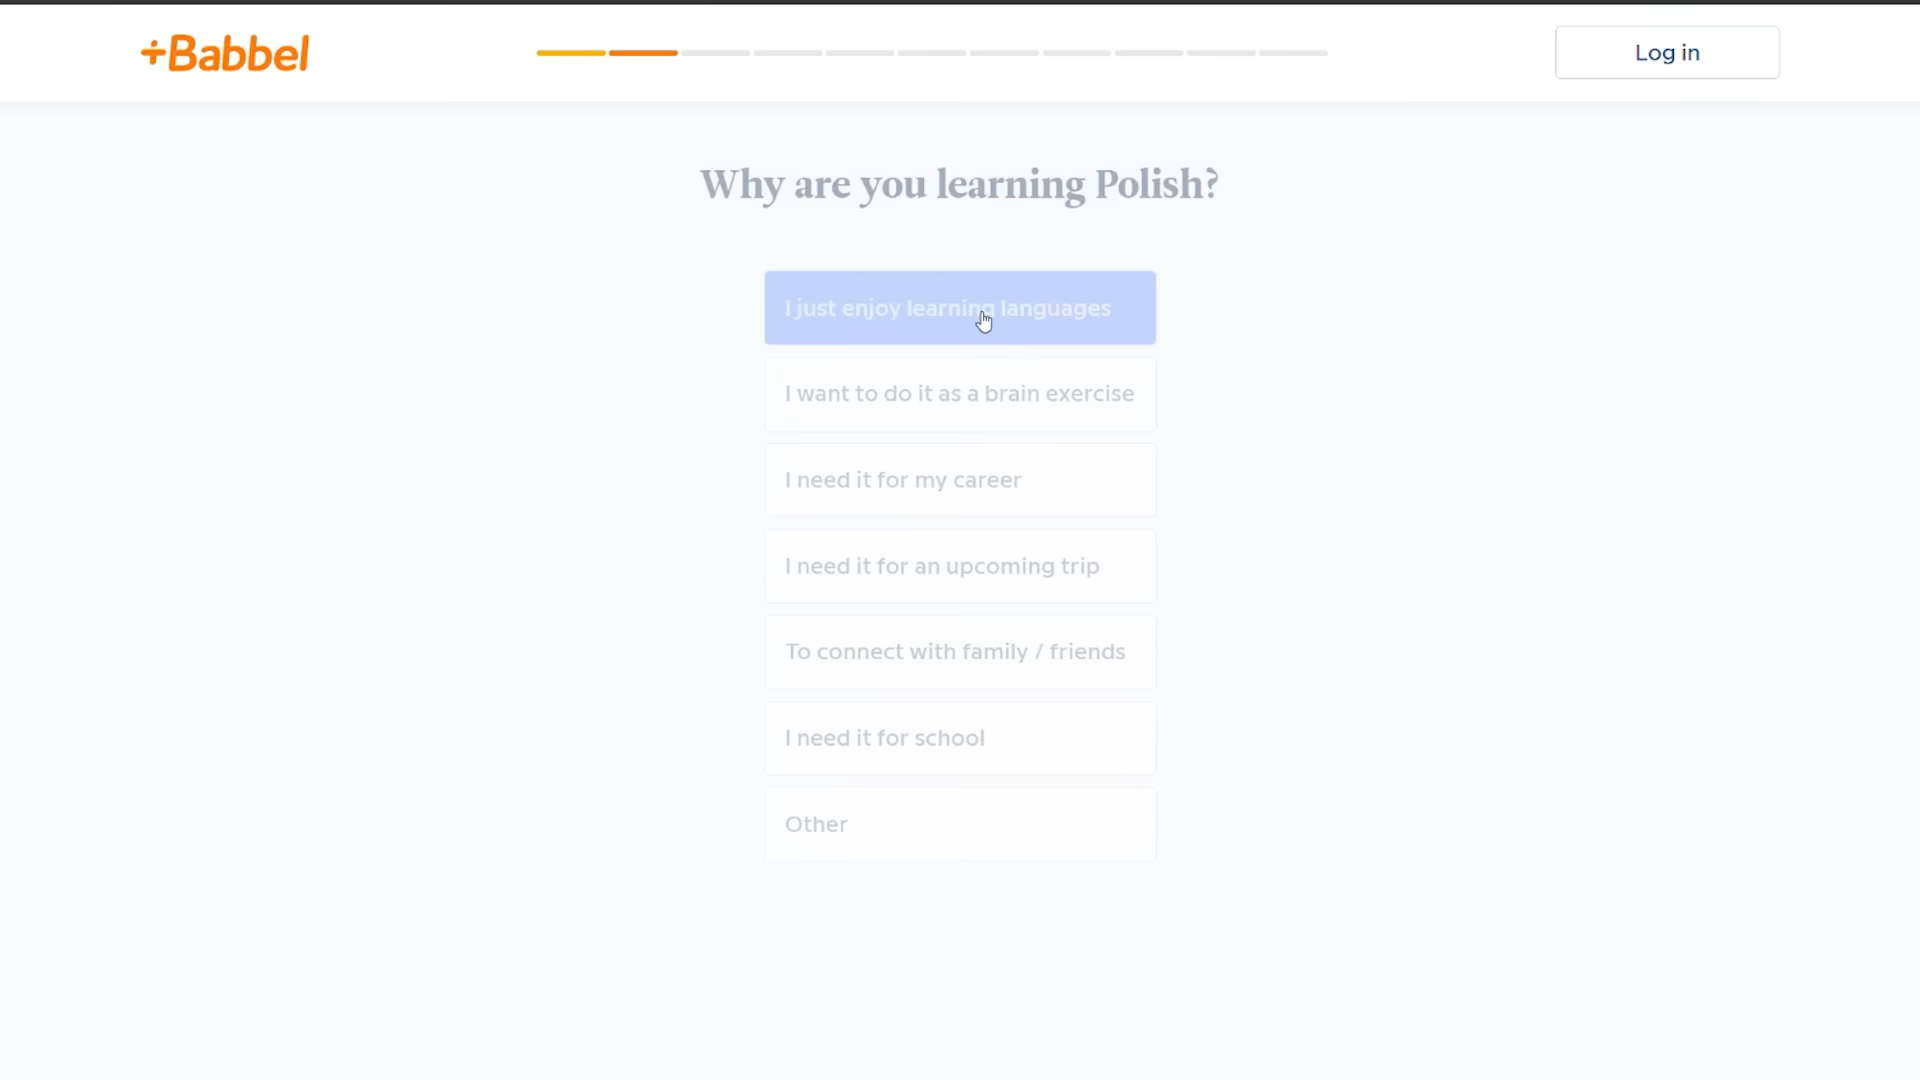 +Babbel
Log in
Why are you learning Polish?
I just enjoy learning languages
I want to do it as a brain exercise
I need it for my career
I need it for an upcoming trip
To connect with family / friends
I need it for school
Other